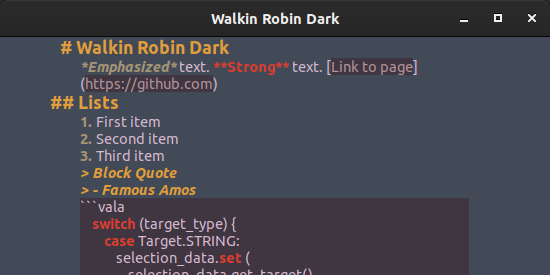 Walkin Robin Dark
# Walkin Robin Dark
*Emphasized* text. **Strong** text. [Link to page]
(https://github.com)
## Lists
1. First item
2. Second item
3. Third item
> Block Quote
> - Famous Amos
```vala
switch (target_type) {
case Target.STRING:
selection_data.set (
selection_data.get_target()